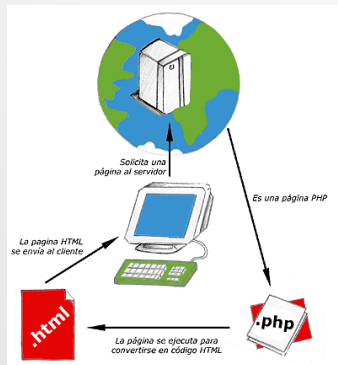 Solicita una
página al servidor
Es una página PHP
La pagina HTML
se envía al cliente
.html
.php
La página se ejecuta para
convertirse en código HTML